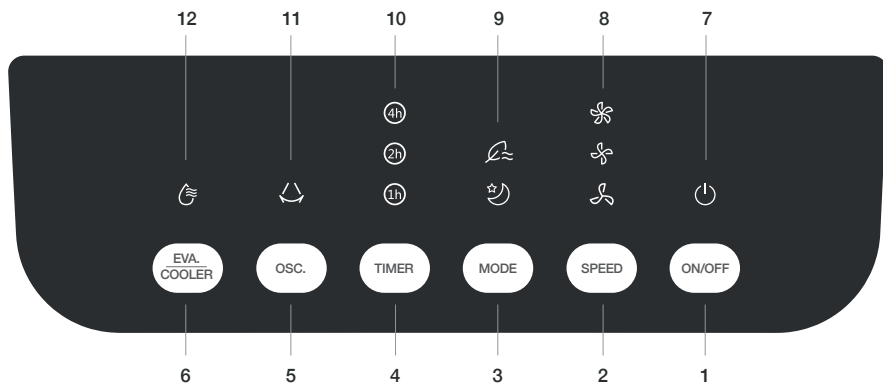 12 11 10 9 8 7
4h
2h
1h
EVA.
COOLER
OSC. TIMER MODE SPEED ON/OFF
6 5 4 3 2 1